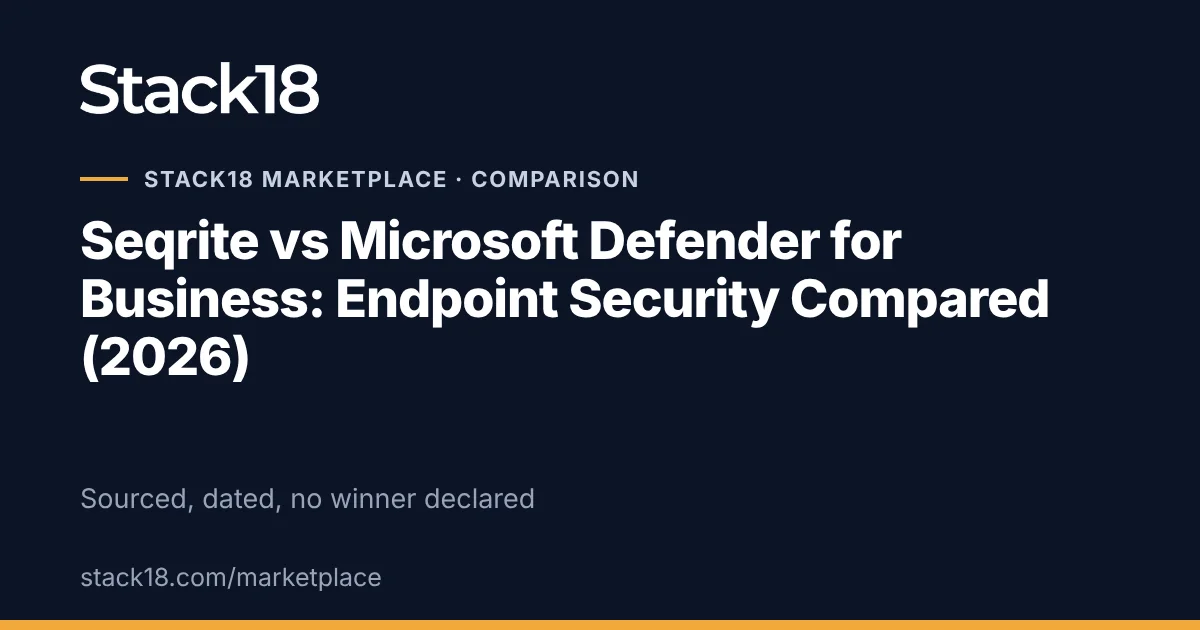 Stack18
STACK18 MARKETPLACE · COMPARISON
Seqrite vs Microsoft Defender for
Business: Endpoint Security Compared
(2026)
Sourced, dated, no winner declared
stack18.com/marketplace